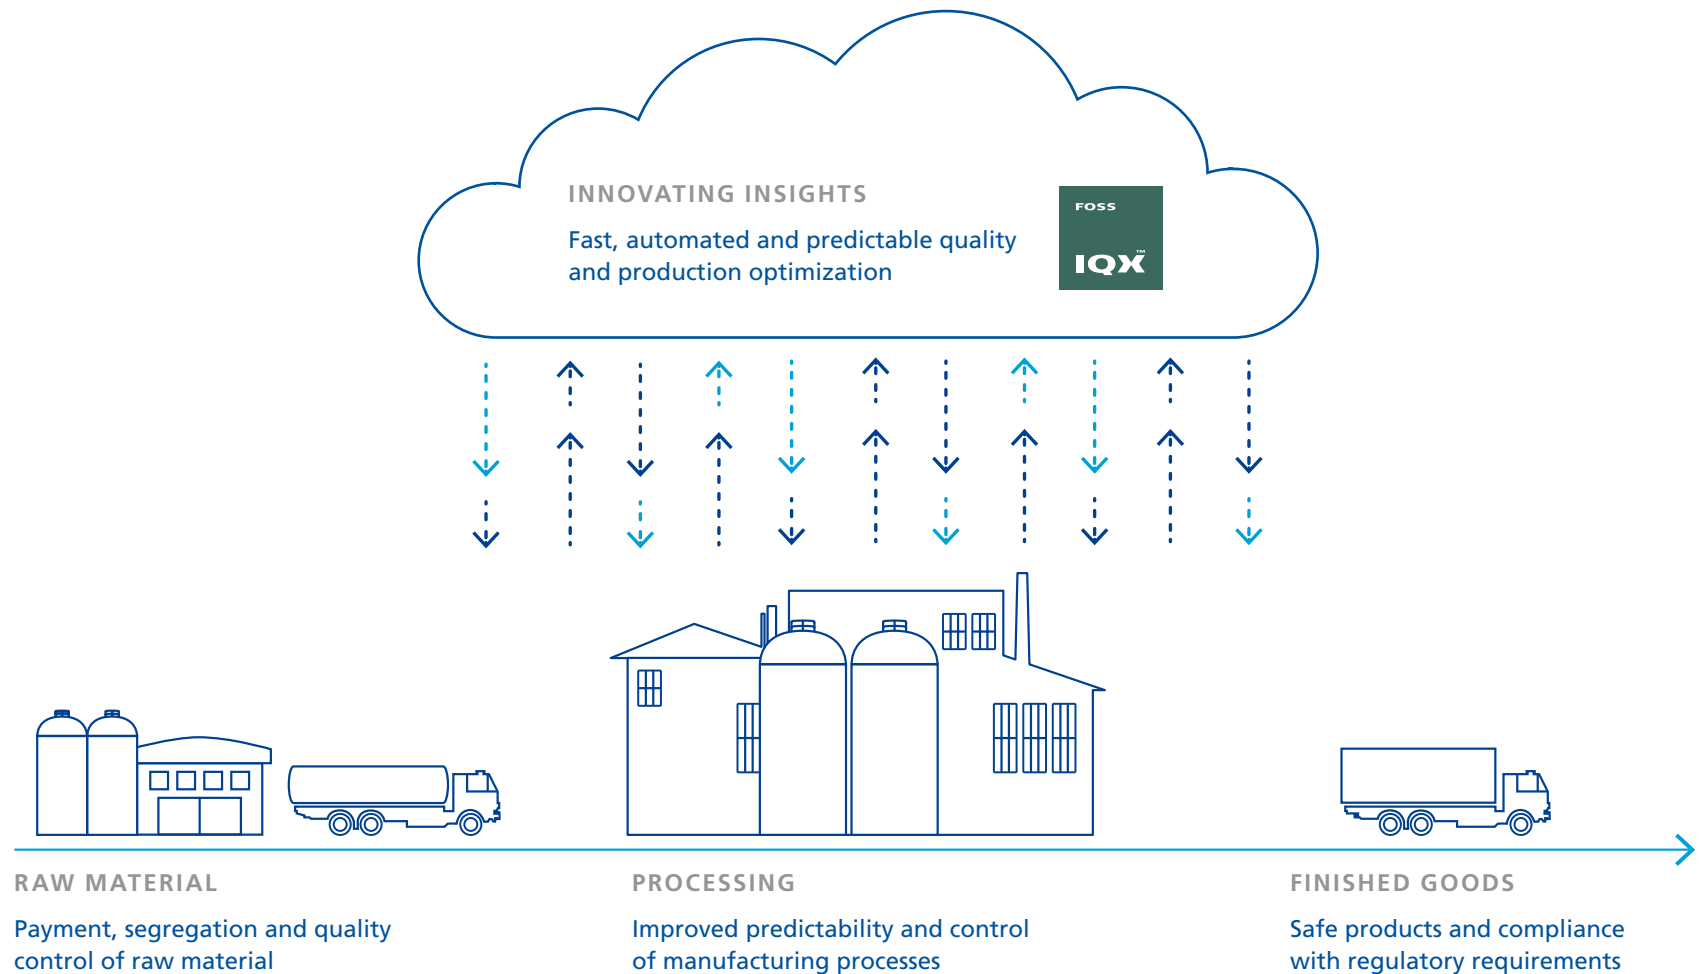 INNOVATING INSIGHTS
Fast, automated and predictable quality
and production optimization
FOSS
IQX™
RAW MATERIAL
Payment, segregation and quality
control of raw material
PROCESSING
Improved predictability and control
of manufacturing processes
FINISHED GOODS
Safe products and compliance
with regulatory requirements